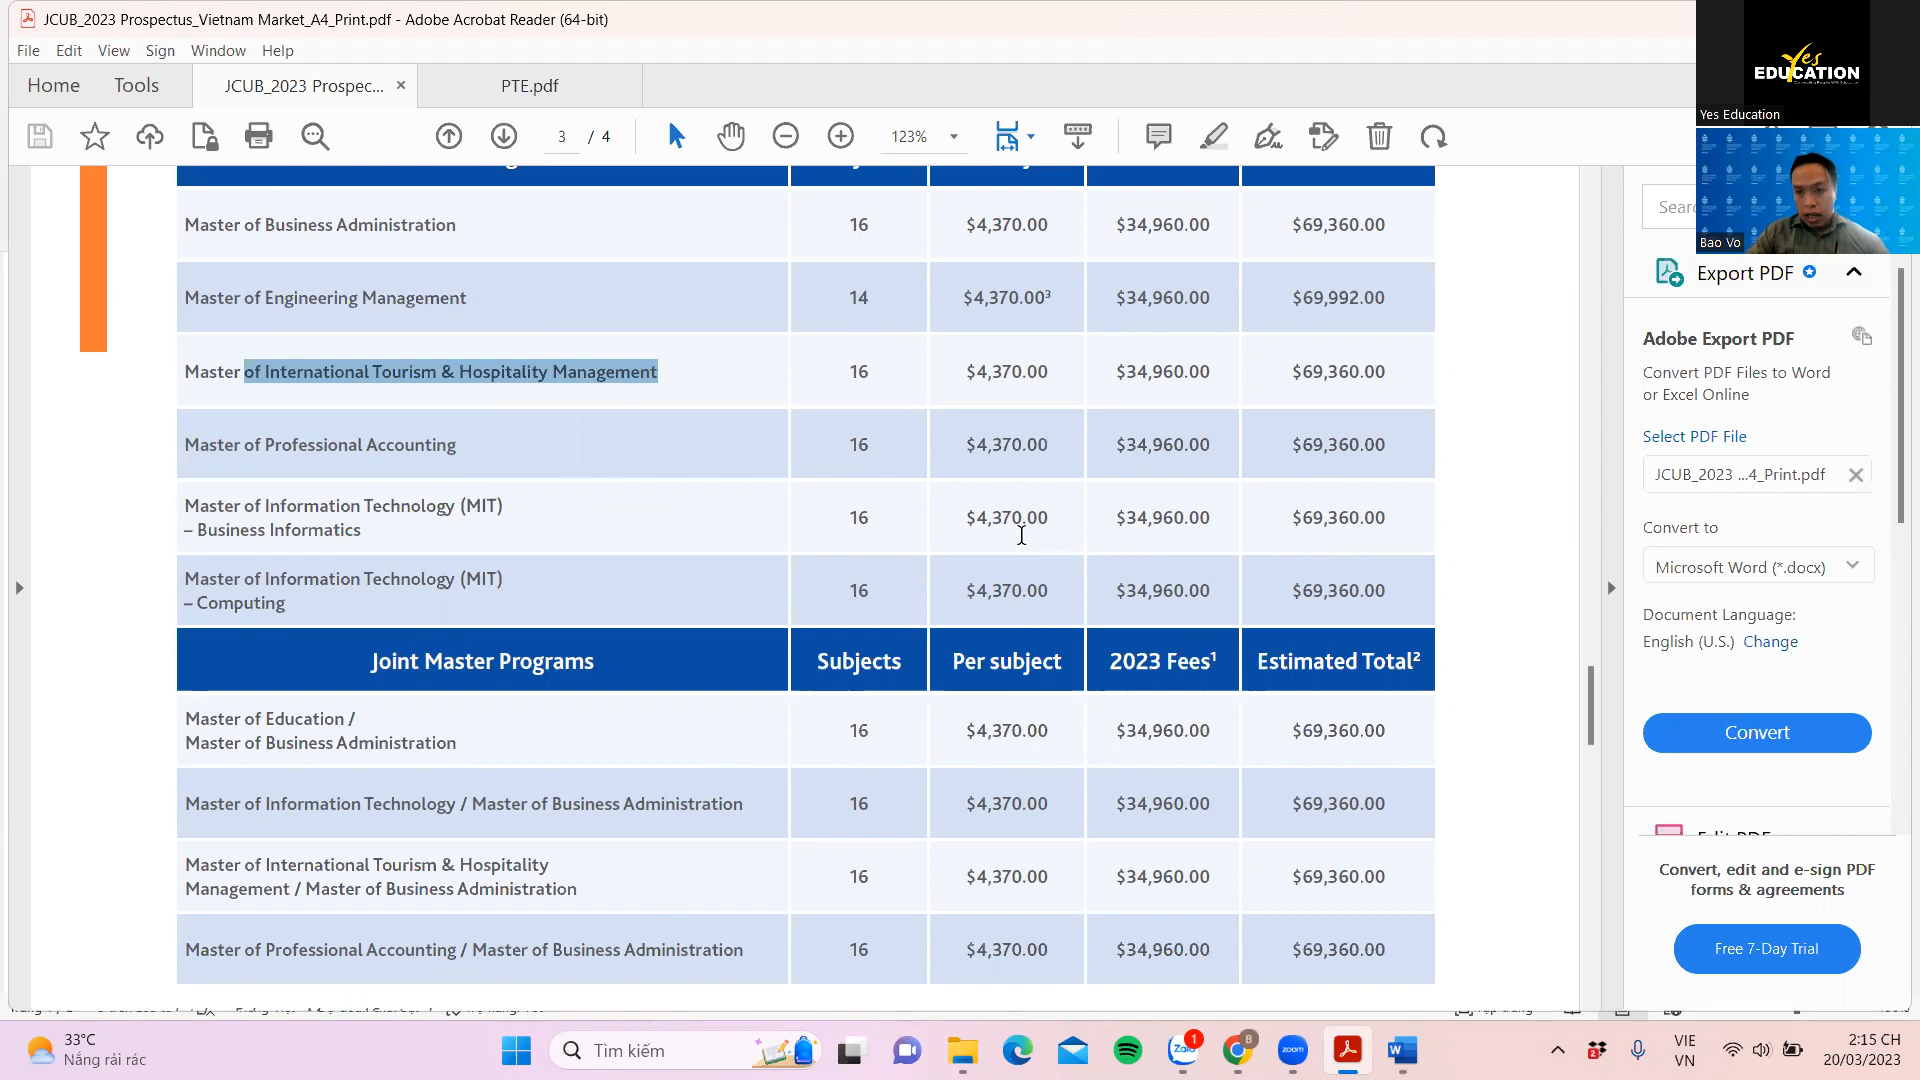 JCUB_2023 Prospectus_Vietnam Market_A4_Print.pdf - Adobe Acrobat Reader (64-bit)
File Edit View Sign Window Help
Home Tools JCUB_2023 Prospec... × PTE.pdf
3 / 4 123%
Yes
EDUCATION
Yes Education
Bao Vo
Master of Business Administration 16 $4,370.00 $34,960.00 $69,360.00
Master of Engineering Management 14 $4,370.00³ $34,960.00 $69,992.00
Master of International Tourism & Hospitality Management 16 $4,370.00 $34,960.00 $69,360.00
Master of Professional Accounting 16 $4,370.00 $34,960.00 $69,360.00
Master of Information Technology (MIT)
– Business Informatics 16 $4,370.00 $34,960.00 $69,360.00
Master of Information Technology (MIT)
– Computing 16 $4,370.00 $34,960.00 $69,360.00
Joint Master Programs Subjects Per subject 2023 Fees¹ Estimated Total²
Master of Education /
Master of Business Administration 16 $4,370.00 $34,960.00 $69,360.00
Master of Information Technology / Master of Business Administration 16 $4,370.00 $34,960.00 $69,360.00
Master of International Tourism & Hospitality
Management / Master of Business Administration 16 $4,370.00 $34,960.00 $69,360.00
Master of Professional Accounting / Master of Business Administration 16 $4,370.00 $34,960.00 $69,360.00
Export PDF
Adobe Export PDF
Convert PDF Files to Word
or Excel Online
Select PDF File
JCUB_2023 ...4_Print.pdf
Convert to
Microsoft Word (*.docx)
Document Language:
English (U.S.) Change
Convert
Edit PDF
Convert, edit and e-sign PDF
forms & agreements
Free 7-Day Trial
33°C
Nắng rải rác
Tìm kiếm
Zalo
1
B
zoom
2
VIE
VN
2:15 CH
20/03/2023